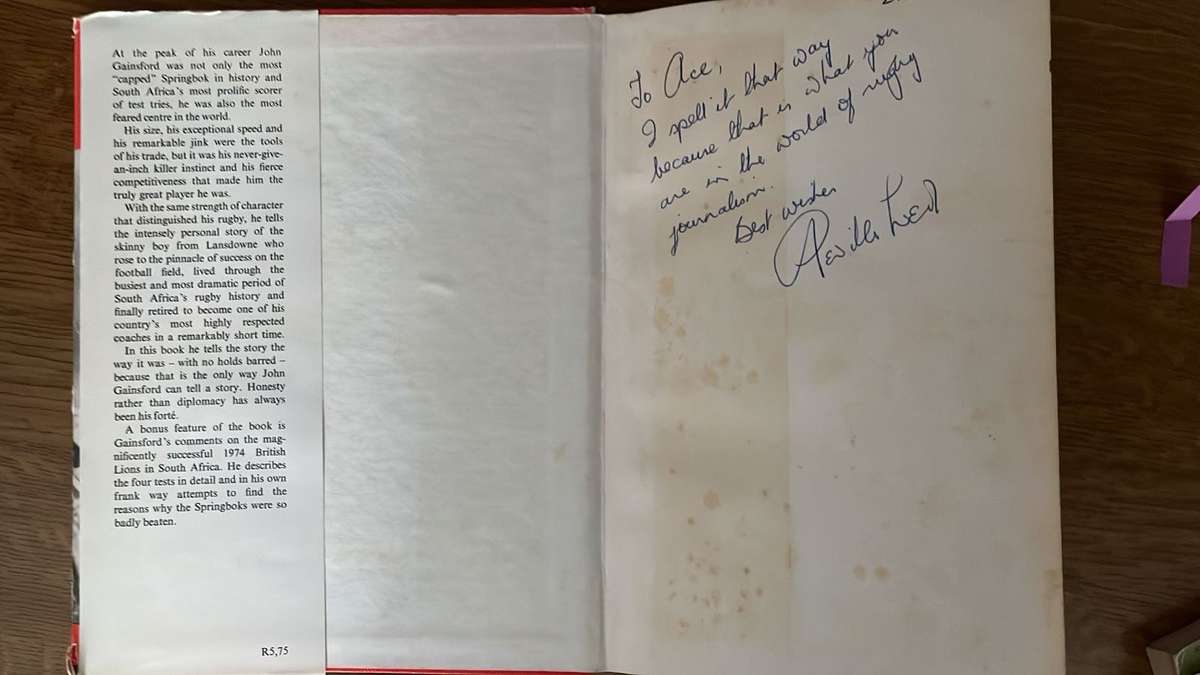 At the peak of his career John
Gainsford was not only the most
“capped” Springbok in history and
South Africa’s most prolific scorer
of test tries, he was also the most
feared centre in the world.
His size, his exceptional speed and
his remarkable jink were the tools
of his trade, but it was his never-give-
an-inch killer instinct and his fierce
competitiveness that made him the
truly great player he was.
With the same strength of character
that distinguished his rugby, he tells
the intensely personal story of the
skinny boy from Lansdowne who
rose to the pinnacle of success on the
football field, lived through the
busiest and most dramatic period of
South Africa’s rugby history and
finally retired to become one of his
country’s most highly respected
coaches in a remarkably short time.
In this book he tells the story the
way it was – with no holds barred –
because that is the only way John
Gainsford can tell a story. Honesty
rather than diplomacy has always
been his forté.
A bonus feature of the book is
Gainsford’s comments on the mag-
nificently successful 1974 British
Lions in South Africa. He describes
the four tests in detail and in his own
frank way attempts to find the
reasons why the Springboks were so
badly beaten.
R5,75
To Ace,
I spell it that way
because that is what you
are in the world of rugby
journalism.
Best wishes